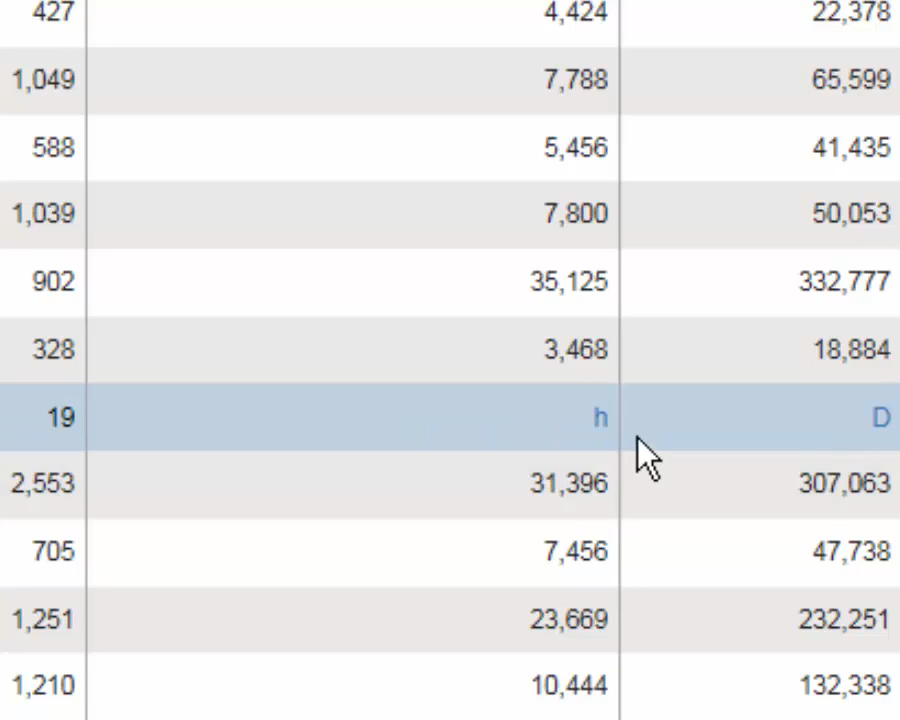 427 4,424 22,378
1,049 7,788 65,599
588 5,456 41,435
1,039 7,800 50,053
902 35,125 332,777
328 3,468 18,884
19 h D
2,553 31,396 307,063
705 7,456 47,738
1,251 23,669 232,251
1,210 10,444 132,338